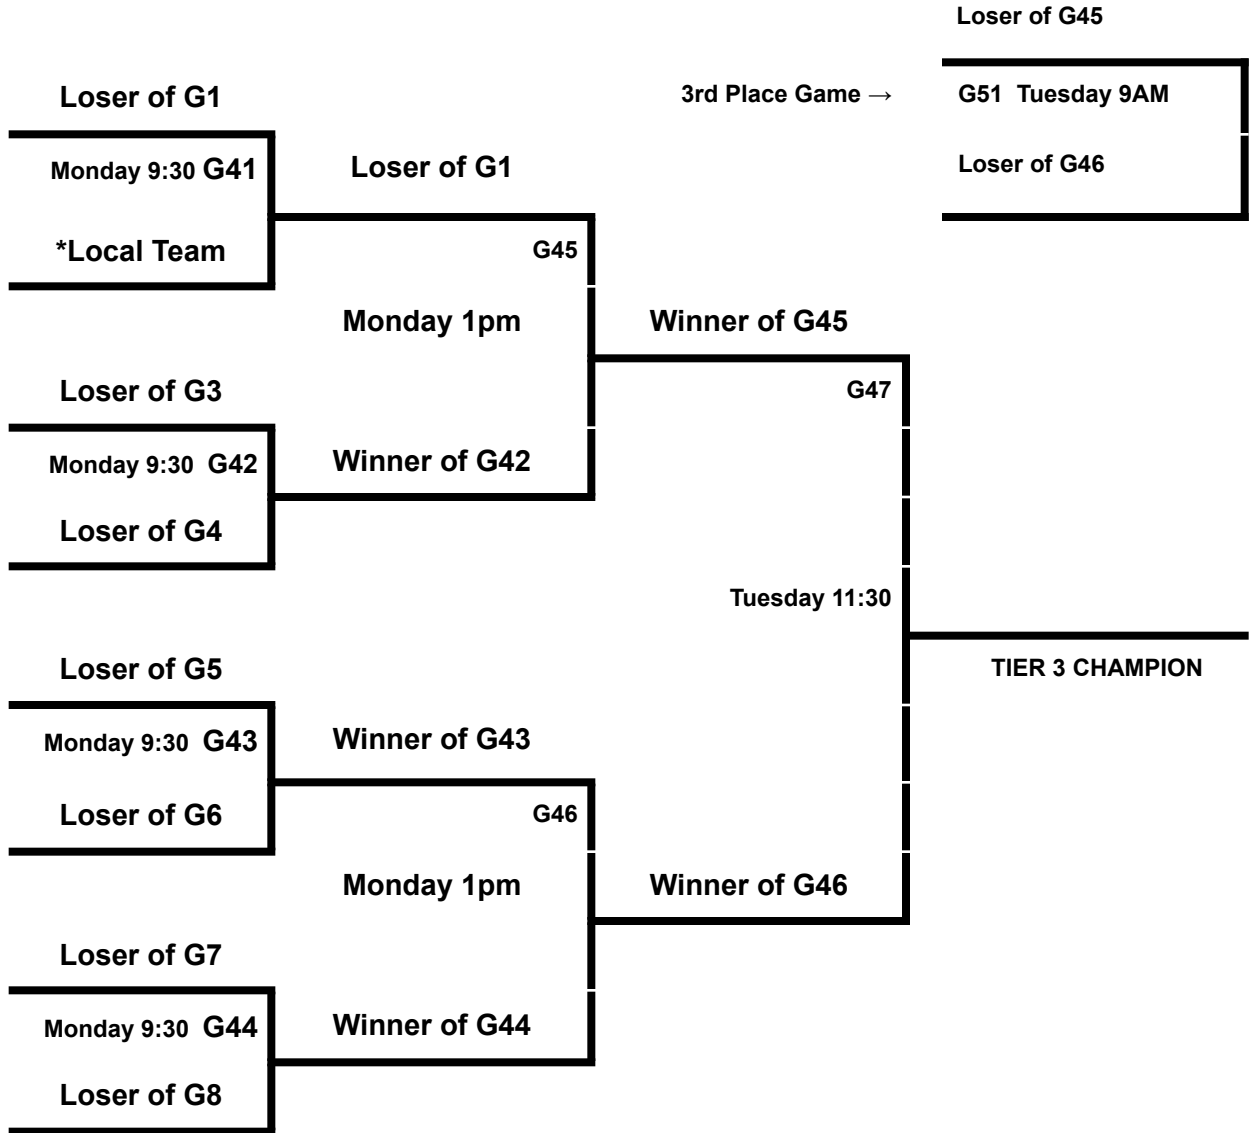 Loser of G45
Loser of G1
3rd Place Game →
G51 Tuesday 9AM
Monday 9:30 G41
Loser of G1
Loser of G46
*Local Team
G45
Monday 1pm
Winner of G45
Loser of G3
G47
Monday 9:30 G42
Winner of G42
Loser of G4
Tuesday 11:30
Loser of G5
TIER 3 CHAMPION
Monday 9:30 G43
Winner of G43
Loser of G6
G46
Monday 1pm
Winner of G46
Loser of G7
Monday 9:30 G44
Winner of G44
Loser of G8